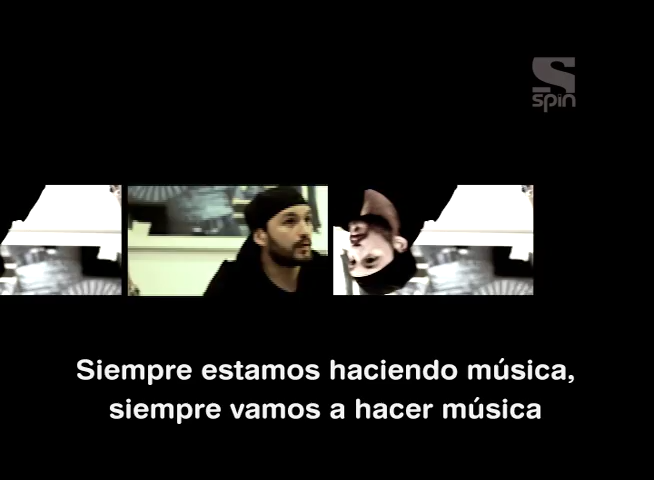 S
spin
Siempre estamos haciendo música,
siempre vamos a hacer música